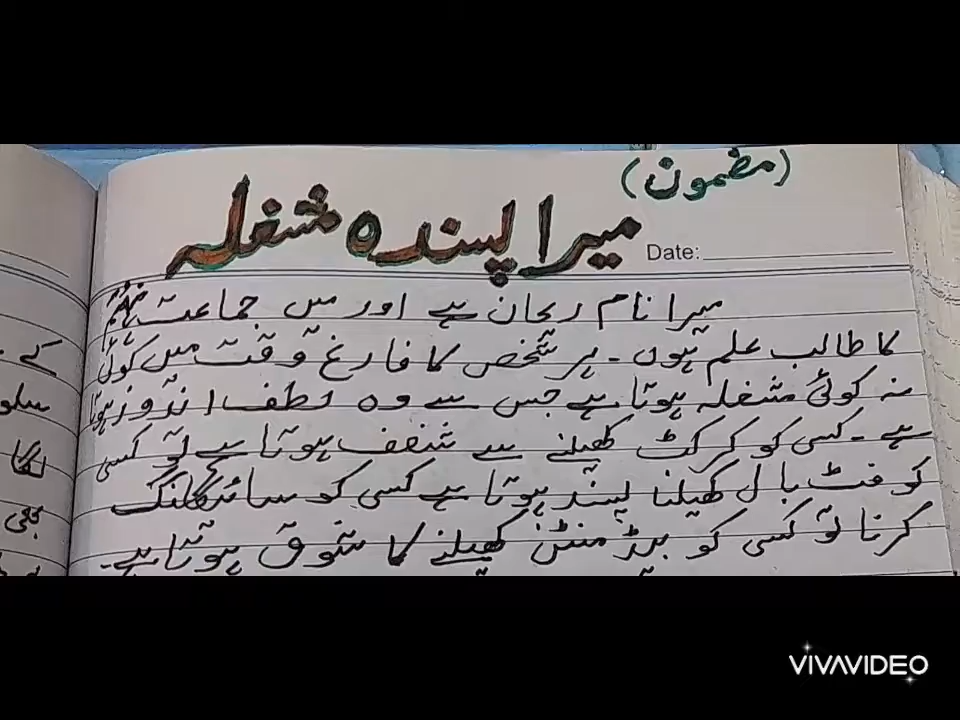 (مضمون)
میرا پسندہ مشغلہ
Date:
میرا نام ریحان ہے اور میں جماعت
کا طالب علم ہوں۔ ہر شخص کا فارغ وقت میں کوئی
نہ کوئی مشغلہ ہوتا ہے جس سے وہ لطف اندوز ہوتا
ہے۔ کسی کو کرکٹ کھیلنے سے شغف ہوتا ہے تو کسی
کو فٹ بال کھیلنا پسند ہوتا ہے کسی کو سائیکلنگ
کرنا تو کسی کو بیڈمنٹن کھیلنے کا شوق ہوتا ہے۔
کے
لگا
بھی
VIVAVIDEO